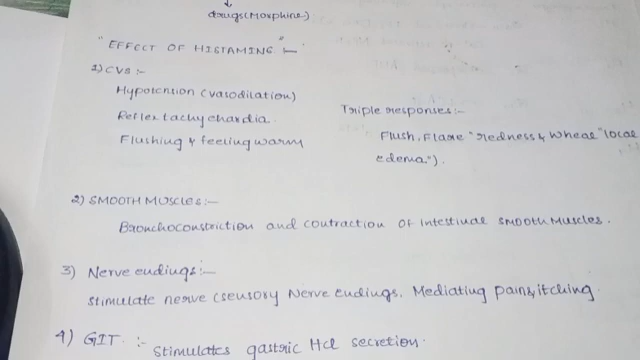 drugs(Morphine)
"EFFECT OF HISTAMINE" :-
1) CVS :-
Hypotention (vasodilation)
Reflex tachychardia.
Flushing & feeling warm
Triple responses :-
Flush, Flare "redness & wheal "local
edema").
2) SMOOTH MUSCLES :-
Bronchoconstriction and contraction of intestinal smooth Muscles.
3) Nerve endings :-
Stimulate nerve (sensory Nerve endings. Mediating pain & itching.
4) GIT :- Stimulates gastric Hcl secretion.